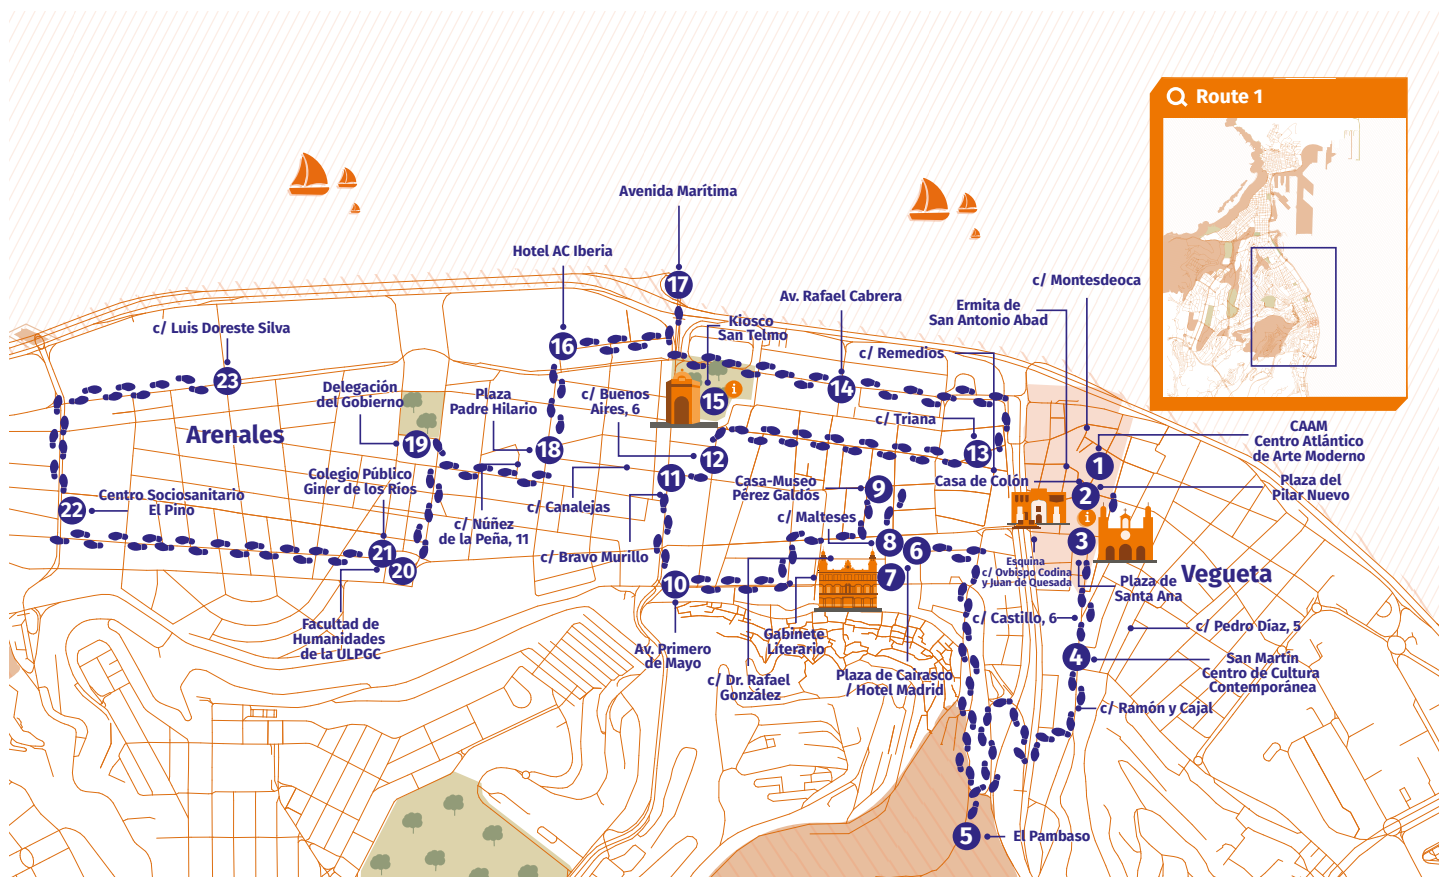 Route 1
Avenida Marítima
Hotel AC Iberia
17
c/ Montesdeoca
Av. Rafael Cabrera
Ermita de
San Antonio Abad
Kiosco
San Telmo
c/ Luis Doreste Silva
16
c/ Remedios
23
Delegación
del Gobierno
Plaza
Padre Hilario
c/ Buenos
Aires, 6
15
i
14
c/ Triana
Arenales
19
18
12
13
CAAM
Centro Atlántico
de Arte Moderno
1
Colegio Público
Giner de los Ríos
11
Casa-Museo
Pérez Galdós
9
Casa de Colón
2
Plaza del
Pilar Nuevo
Centro Sociosanitario
El Pino
22
c/ Canalejas
c/ Núñez
de la Peña, 11
c/ Malteses
i
8
6
3
21
20
c/ Bravo Murillo
Esquina
c/ Ovbispo Codina
y Juan de Quesada
Vegueta
7
10
Plaza de
Santa Ana
Facultad de
Humanidades
de la ULPGC
Gabinete
Literario
c/ Castillo, 6
c/ Pedro Díaz, 5
Av. Primero
de Mayo
4
San Martín
Centro de Cultura
Contemporánea
c/ Dr. Rafael
González
Plaza de Cairasco
/ Hotel Madrid
c/ Ramón y Cajal
5
El Pambaso